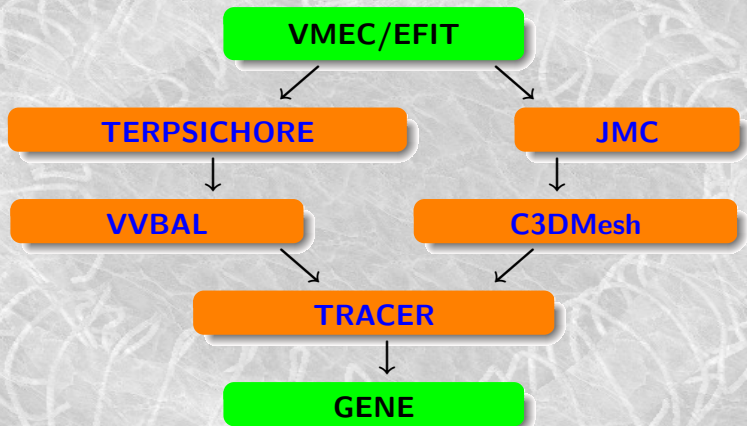 VMEC/EFIT
TERPSICHORE
JMC
VVBAL
C3DMesh
TRACER
GENE